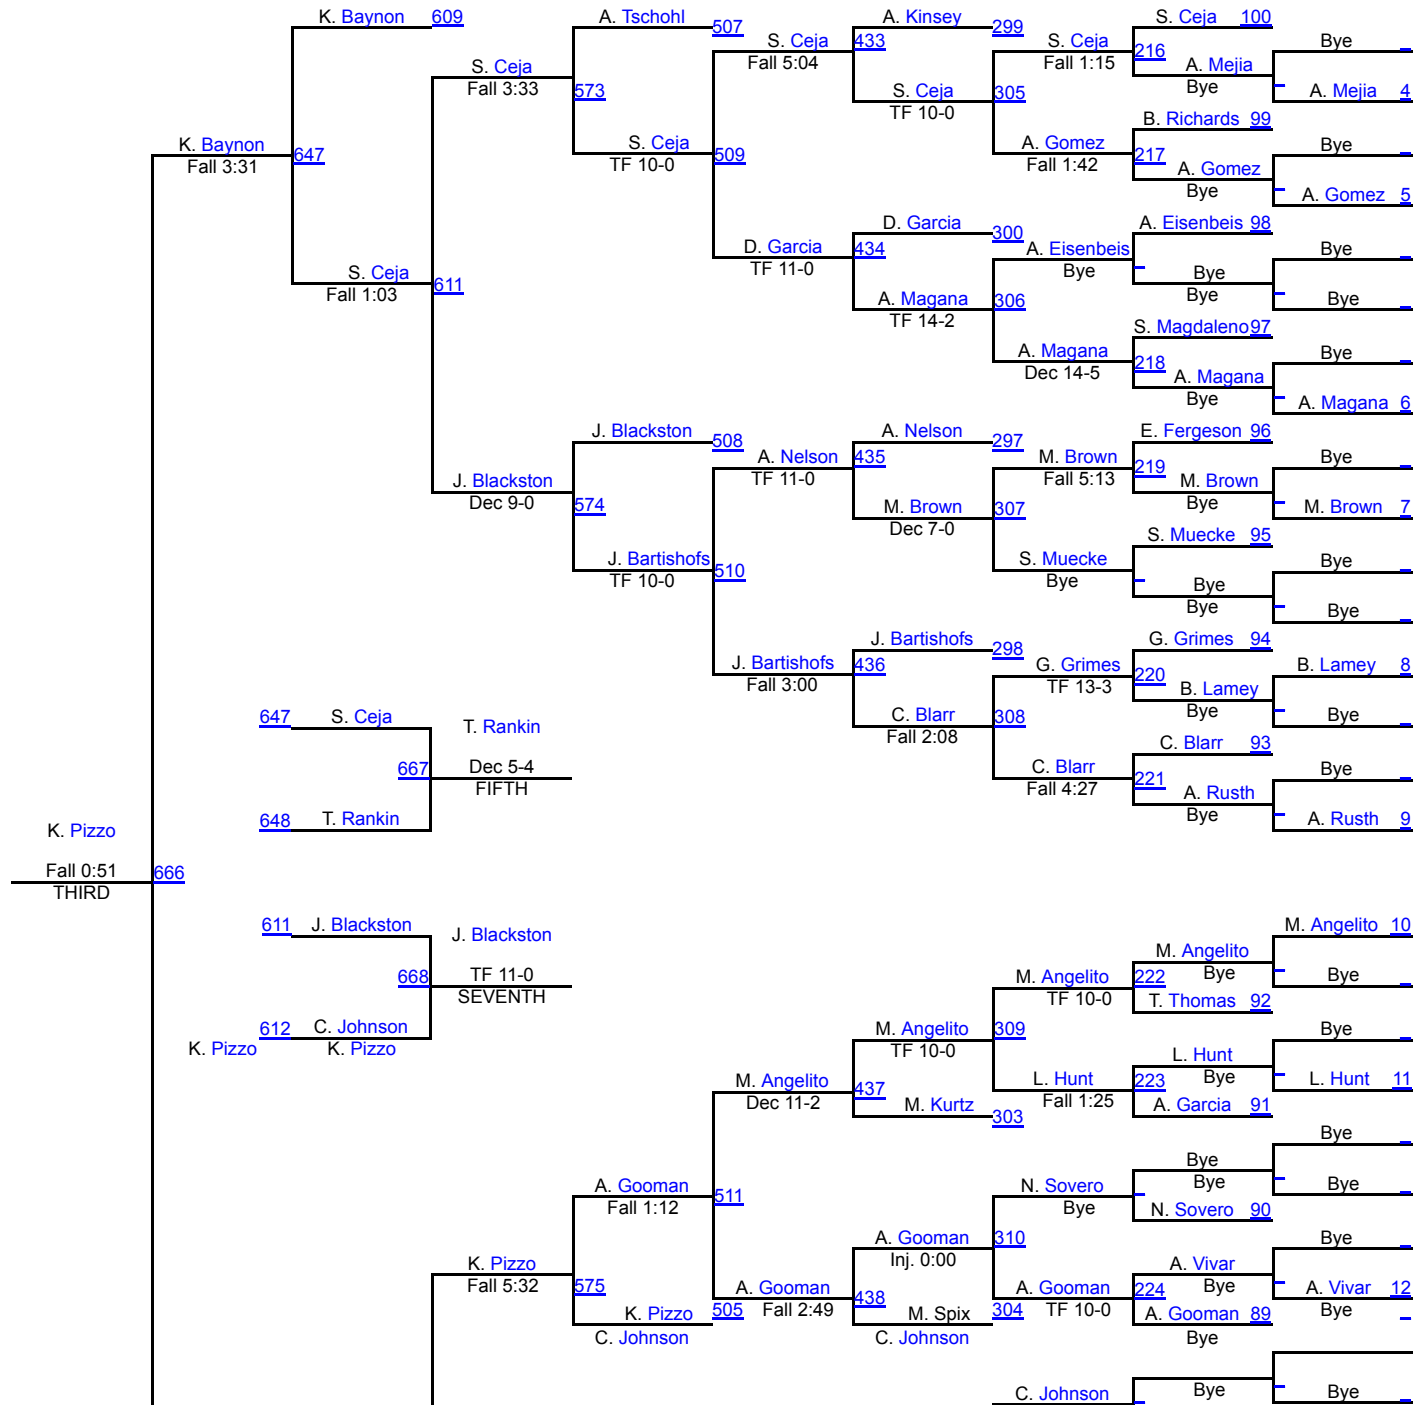 K. Baynon 609
A. Tschohl
507
A. Kinsey
299
S. Ceja 100
S. Ceja
433
Fall 5:04
S. Ceja
216
Fall 1:15
Bye
S. Ceja
Fall 3:33
573
A. Mejia
Bye
A. Mejia 4
S. Ceja
TF 10-0
305
B. Richards 99
K. Baynon
Fall 3:31
647
S. Ceja
TF 10-0
509
A. Gomez
Fall 1:42
217
Bye
A. Gomez
Bye
A. Gomez 5
D. Garcia
300
A. Eisenbeis 98
D. Garcia
TF 11-0
434
A. Eisenbeis
Bye
Bye
S. Ceja
Fall 1:03
611
Bye
Bye
Bye
A. Magana
TF 14-2
306
S. Magdaleno97
A. Magana
Dec 14-5
218
Bye
A. Magana
Bye
A. Magana 6
J. Blackston
508
A. Nelson
297
E. Fergeson 96
A. Nelson
TF 11-0
435
M. Brown
Fall 5:13
219
Bye
J. Blackston
Dec 9-0
574
M. Brown
Bye
M. Brown 7
M. Brown
Dec 7-0
307
S. Muecke 95
J. Bartishofs
TF 10-0
510
S. Muecke
Bye
Bye
Bye
Bye
Bye
J. Bartishofs
298
G. Grimes 94
J. Bartishofs
Fall 3:00
436
G. Grimes
TF 13-3
220
B. Lamey 8
B. Lamey
Bye
Bye
647 S. Ceja
T. Rankin
C. Blarr
Fall 2:08
308
C. Blarr 93
667
Dec 5-4
FIFTH
C. Blarr
Fall 4:27
221
Bye
A. Rusth
Bye
A. Rusth 9
648 T. Rankin
K. Pizzo
Fall 0:51
THIRD
666
611 J. Blackston
J. Blackston
M. Angelito 10
668
TF 11-0
SEVENTH
M. Angelito
TF 10-0
222
M. Angelito
Bye
Bye
T. Thomas 92
612 C. Johnson
K. Pizzo
K. Pizzo
M. Angelito
TF 10-0
309
Bye
L. Hunt
Bye
M. Angelito
Dec 11-2
437
L. Hunt
Fall 1:25
223
L. Hunt 11
M. Kurtz
303
A. Garcia 91
Bye
Bye
Bye
Bye
A. Gooman
Fall 1:12
511
N. Sovero
Bye
N. Sovero 90
A. Gooman
Inj. 0:00
310
Bye
K. Pizzo
Fall 5:32
575
A. Vivar
Bye
A. Gooman
Fall 2:49
438
A. Gooman
TF 10-0
224
A. Vivar 12
Bye
K. Pizzo 505
C. Johnson
M. Spix 304
C. Johnson
A. Gooman 89
Bye
C. Johnson
Bye
Bye